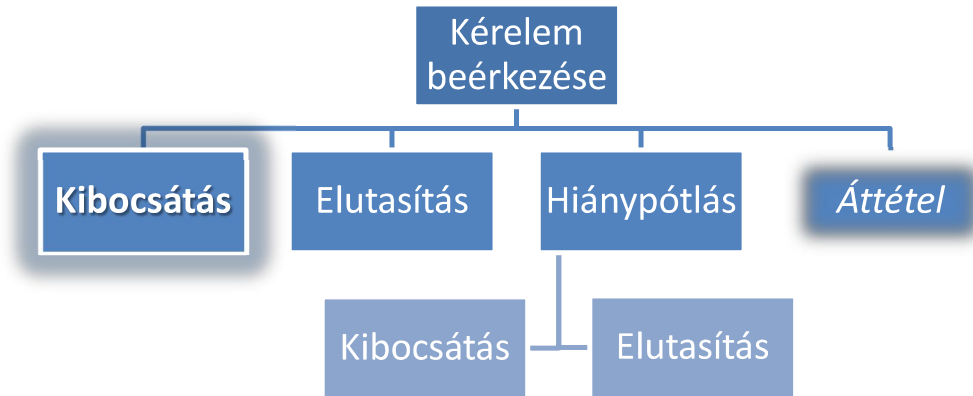 Kérelem
beérkezése
Kibocsátás
Elutasítás
Hiánypótlás
Áttétel
Kibocsátás
Elutasítás